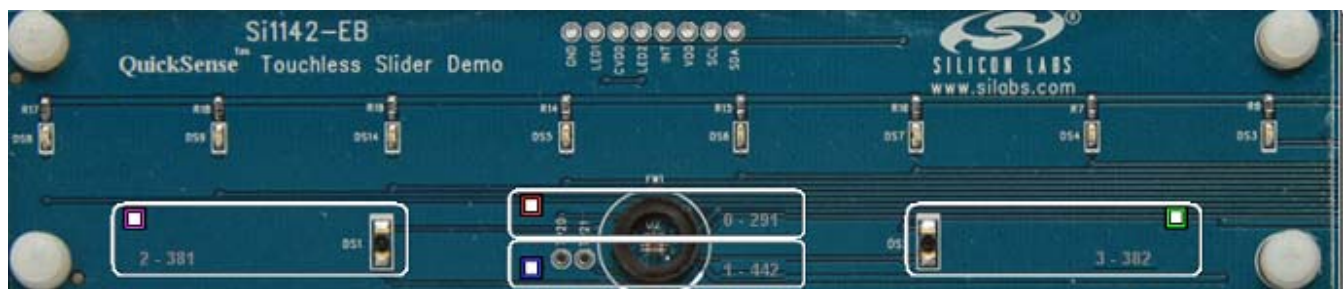 Si1142-EB
QuickSense™ Touchless Slider Demo
GND LED1 CVDD LED2 INT VDD SCL SDA
®
SILICON LABS
www.silabs.com
R17 R18 R19 R14 R15 R16 R7 R8
DS8 DS9 DS14 DS5 DS6 DS7 DS4 DS3
FW1
DS1
0 - 291
2 - 381
1 - 442
3 - 382